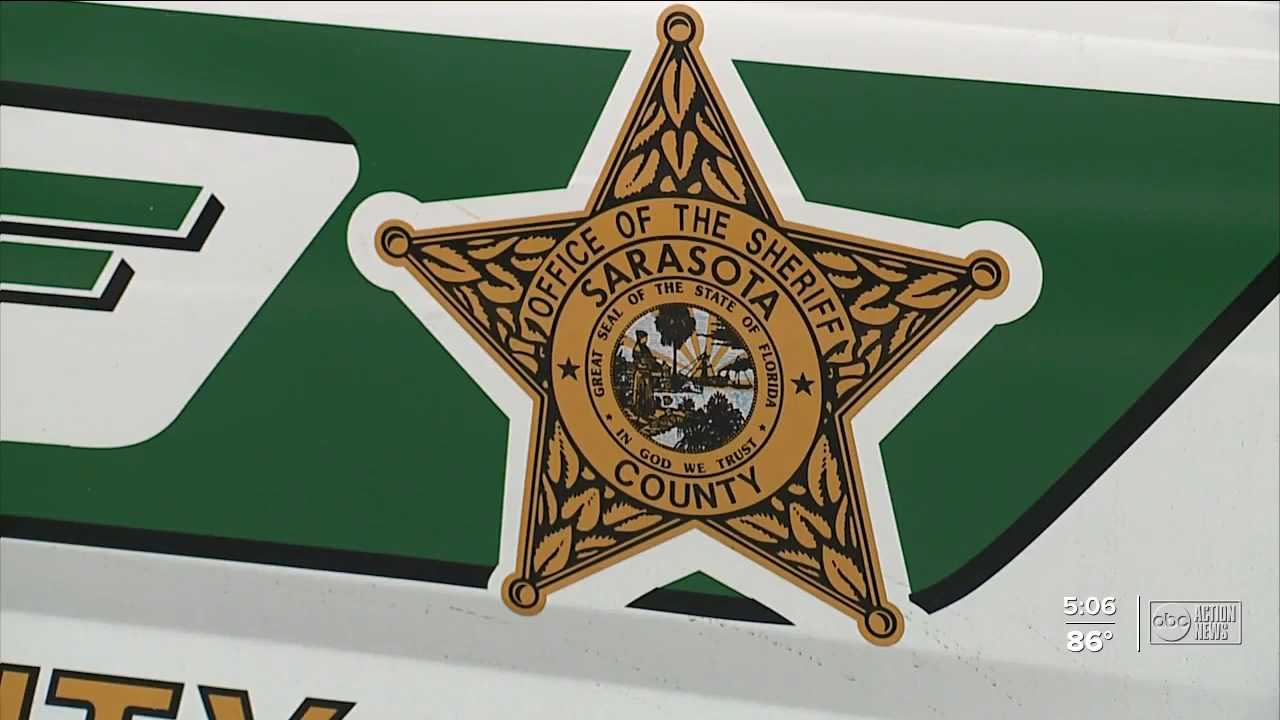 OFFICE OF THE SHERIFF
SARASOTA
GREAT SEAL OF THE STATE OF FLORIDA
IN GOD WE TRUST
COUNTY
5:06
86°
abc ACTION
NEWS